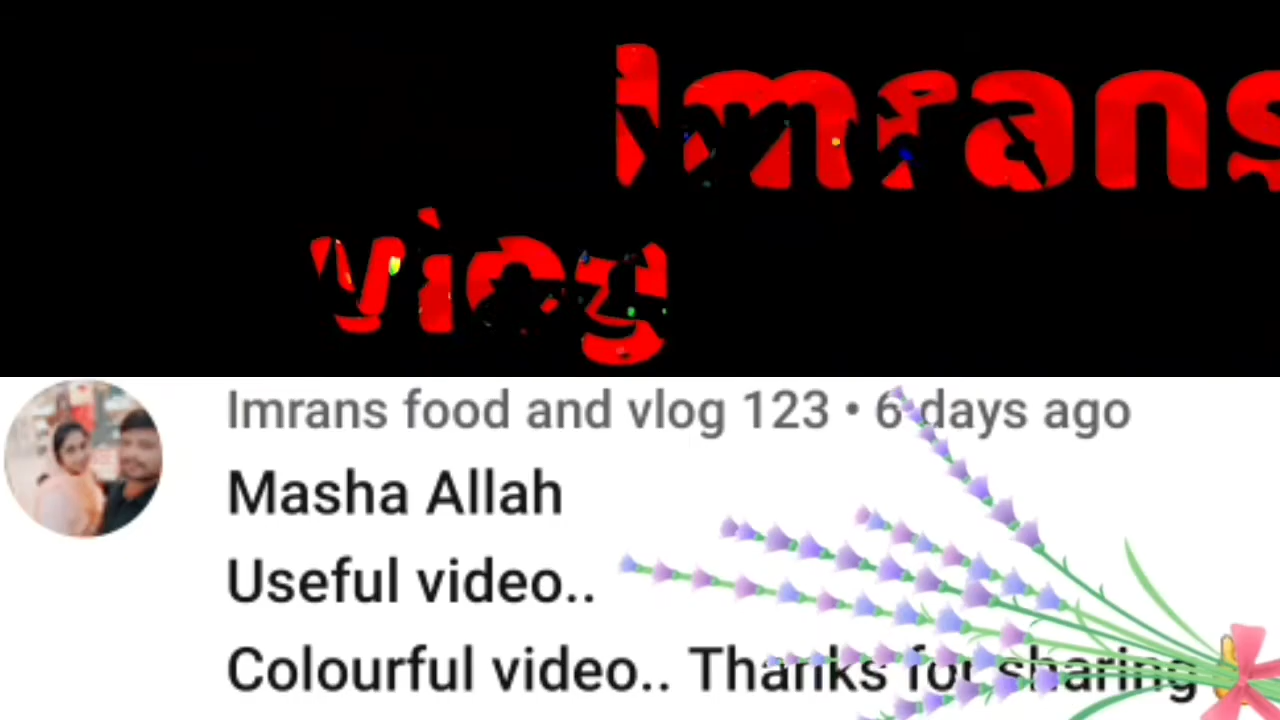 Imrans
vlog
Imrans food and vlog 123 • 6 days ago
Masha Allah
Useful video..
Colourful video.. Thanks for sharing